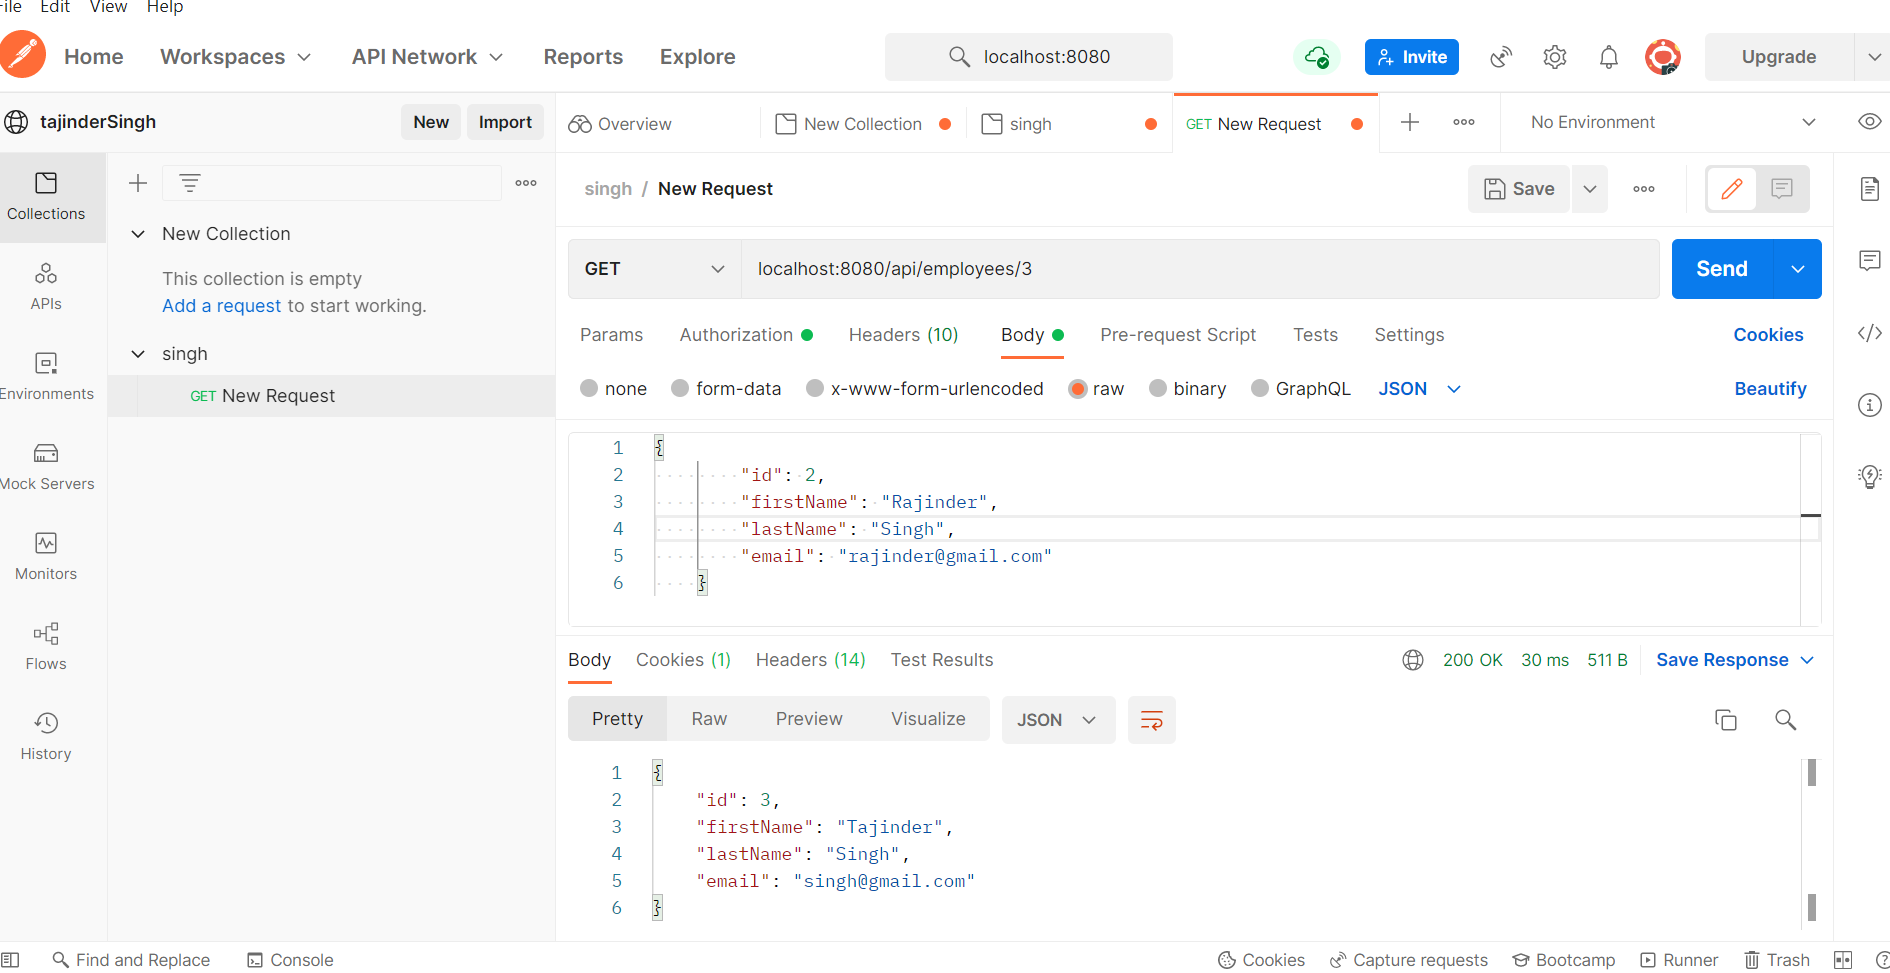 File Edit View Help
Home Workspaces API Network Reports Explore localhost:8080 Invite Upgrade
tajinderSingh New Import Overview New Collection singh GET New Request No Environment
Collections
APIs
Environments
Mock Servers
Monitors
Flows
History
New Collection
This collection is empty
Add a request to start working.
singh
GET New Request
singh / New Request Save
GET localhost:8080/api/employees/3 Send
Params Authorization Headers (10) Body Pre-request Script Tests Settings Cookies
none form-data x-www-form-urlencoded raw binary GraphQL JSON Beautify
1 {
2 "id": 2,
3 "firstName": "Rajinder",
4 "lastName": "Singh",
5 "email": "rajinder@gmail.com"
6 }
Body Cookies (1) Headers (14) Test Results 200 OK 30 ms 511 B Save Response
Pretty Raw Preview Visualize JSON
1 {
2 "id": 3,
3 "firstName": "Tajinder",
4 "lastName": "Singh",
5 "email": "singh@gmail.com"
6 }
Find and Replace Console Cookies Capture requests Bootcamp Runner Trash